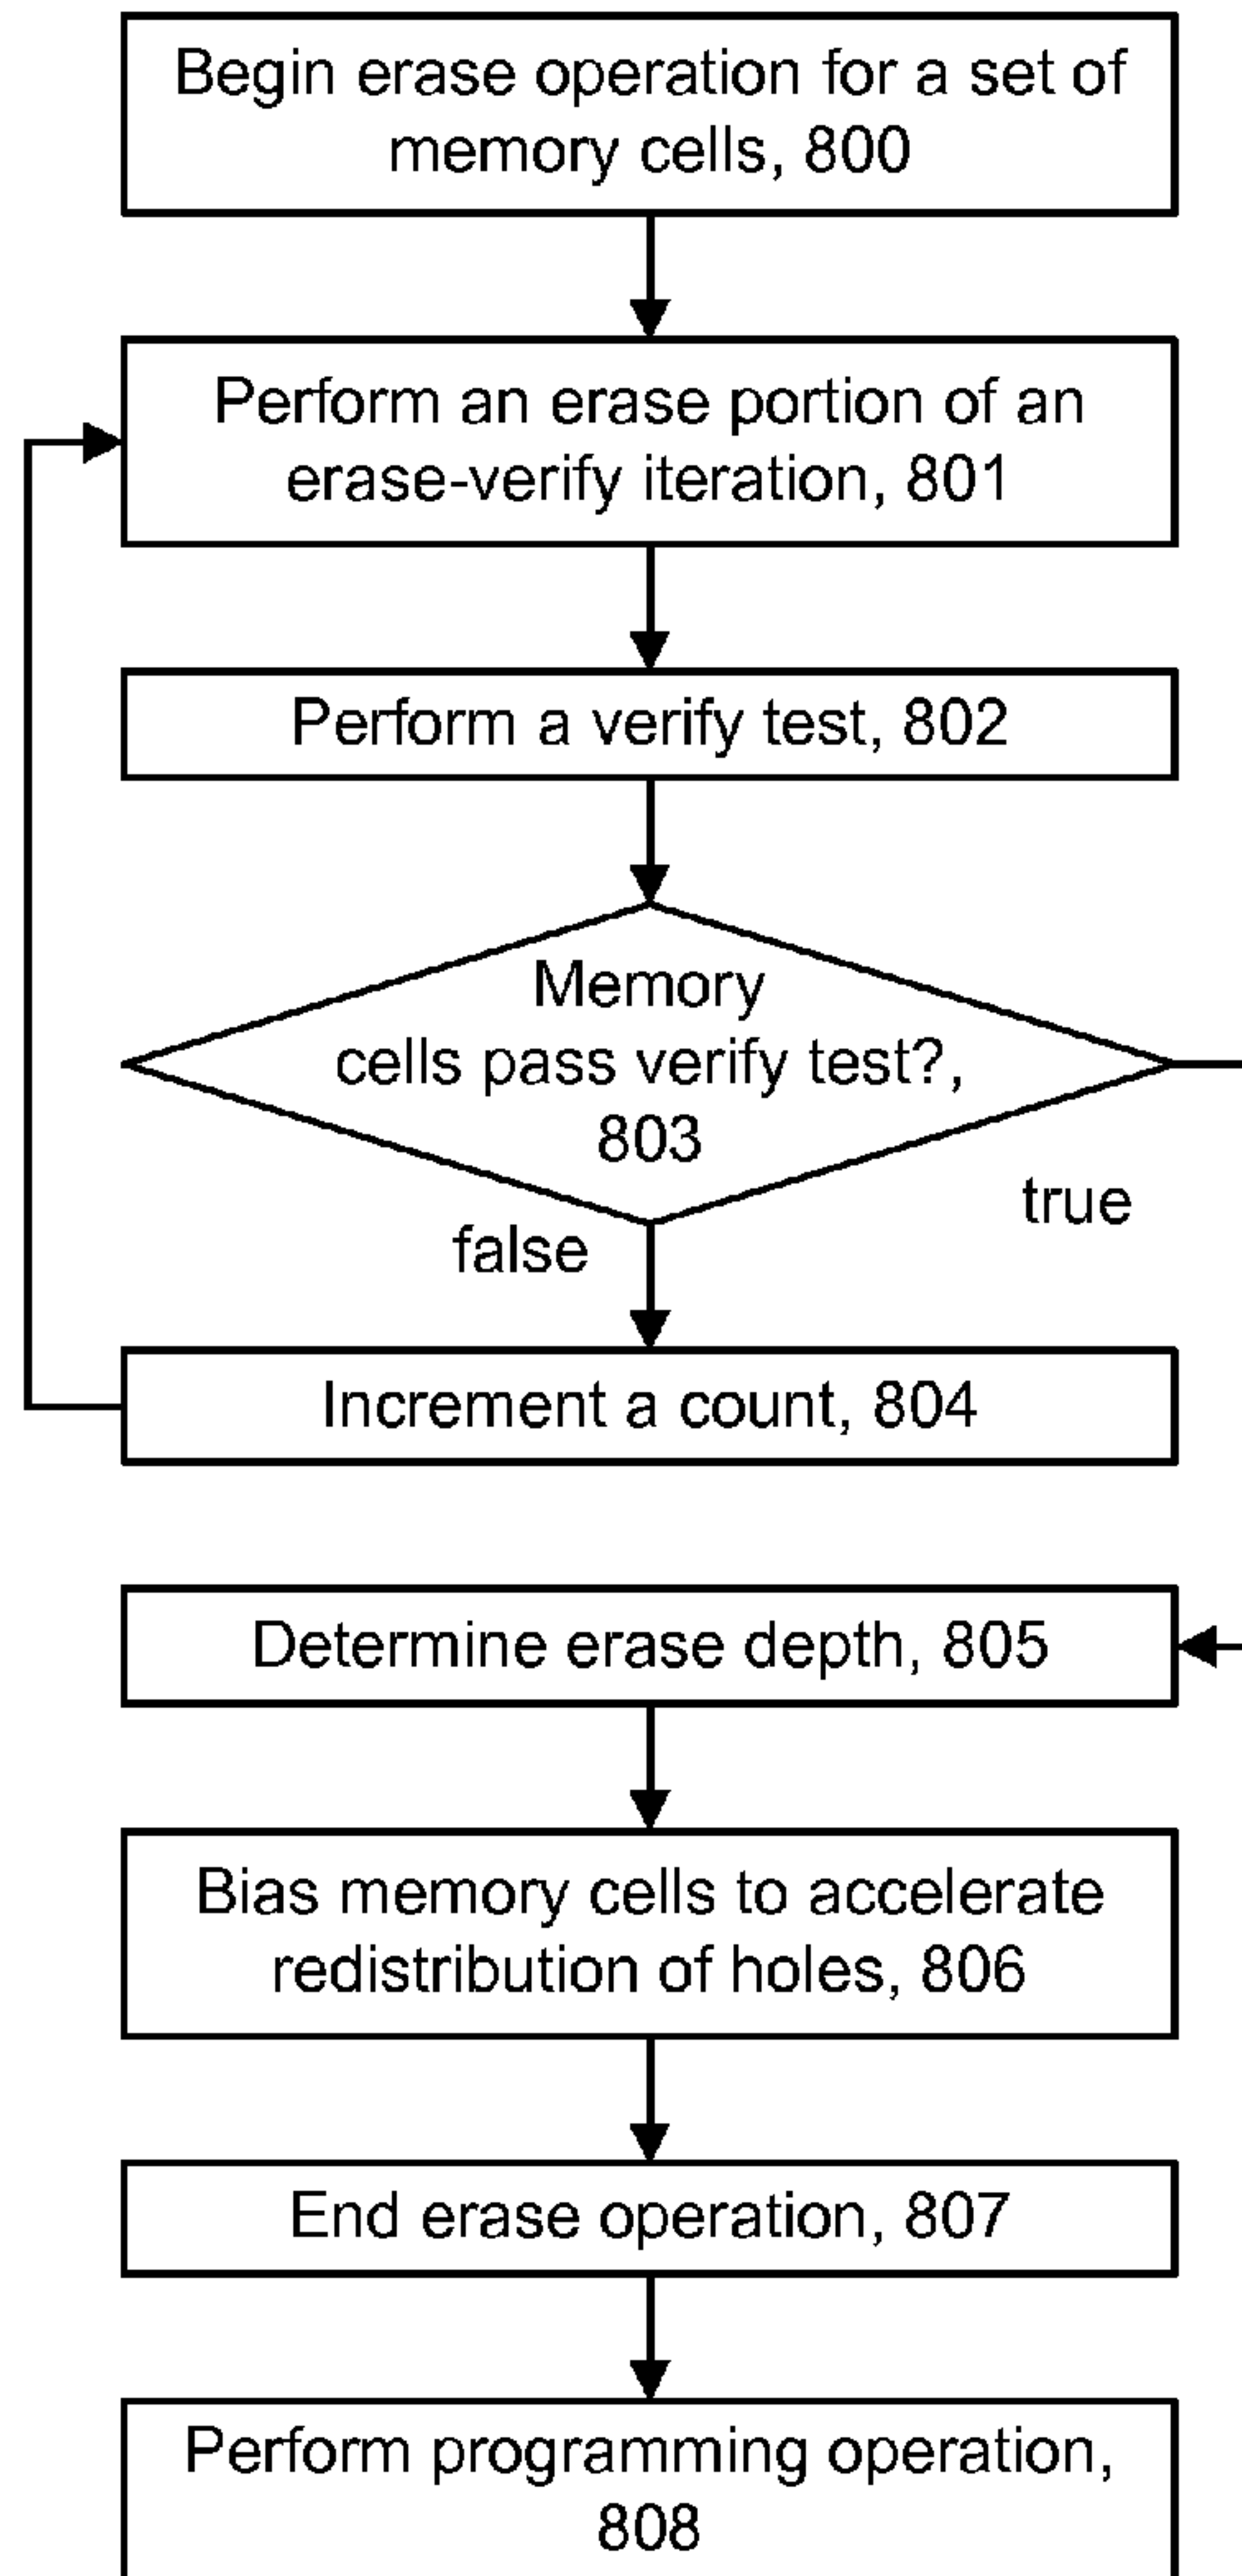 Begin erase operation for a set of
memory cells, 800
Perform an erase portion of an
erase-verify iteration, 801
Perform a verify test, 802
Memory
cells pass verify test?,
803
true
false
Increment a count, 804
Determine erase depth, 805
Bias memory cells to accelerate
redistribution of holes, 806
End erase operation, 807
Perform programming operation,
808